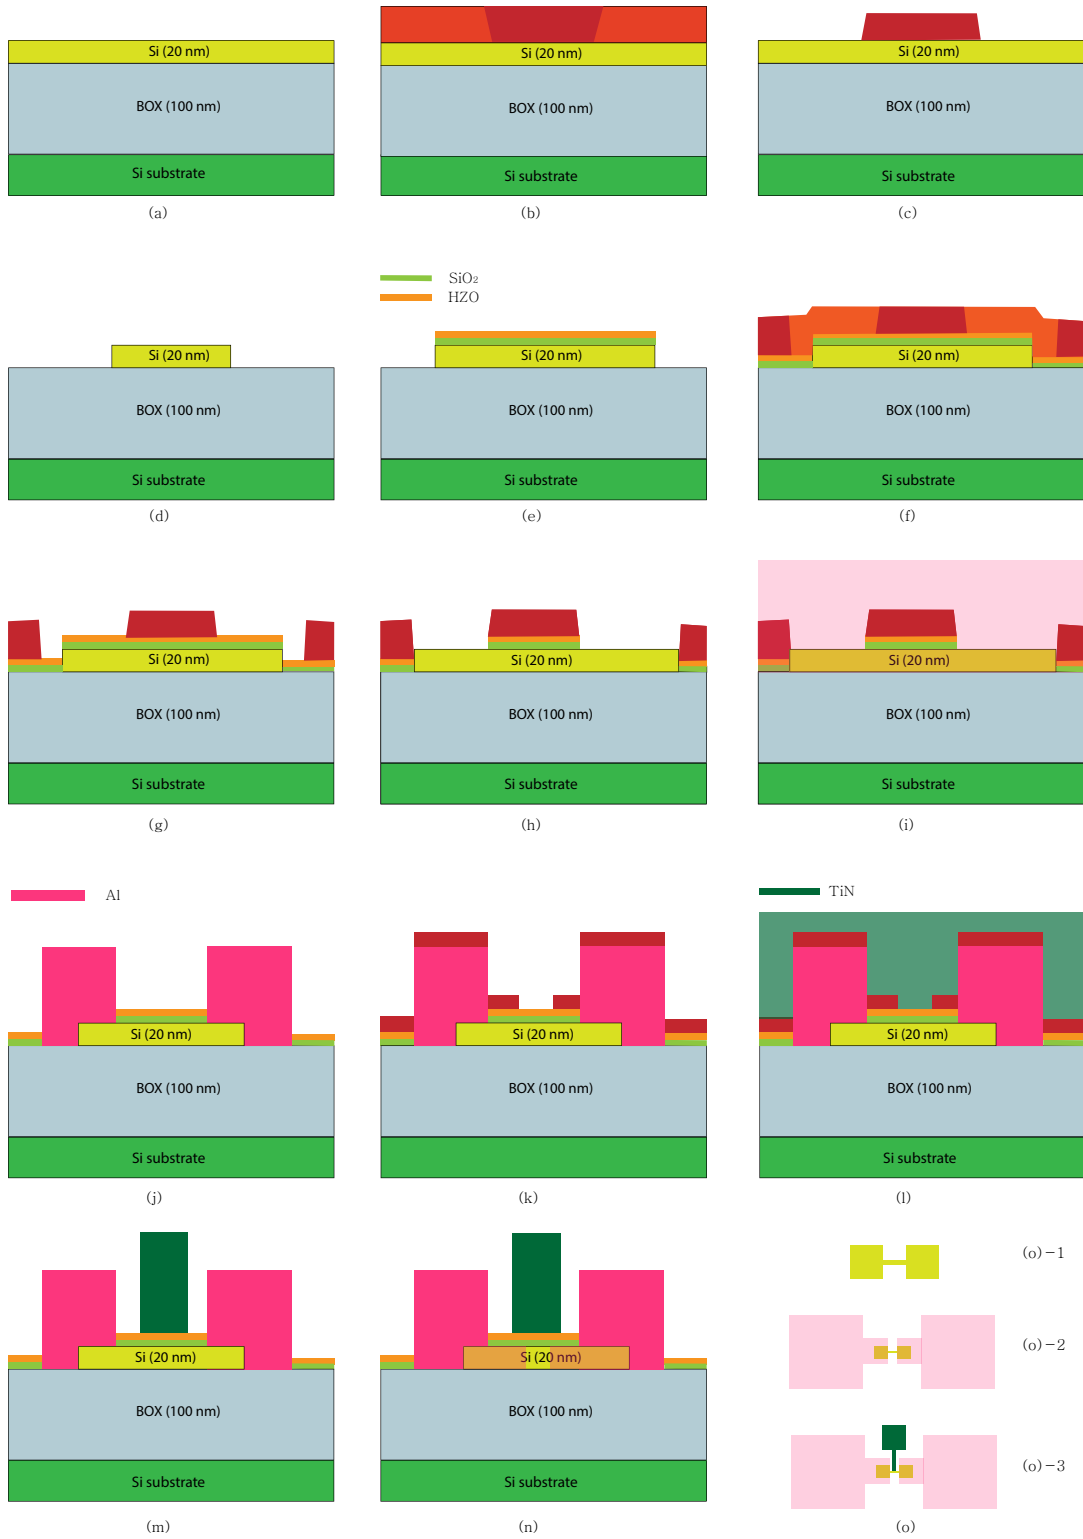 Si (20 nm)
BOX (100 nm)
Si substrate
(a)
Si (20 nm)
BOX (100 nm)
Si substrate
(b)
Si (20 nm)
BOX (100 nm)
Si substrate
(c)
Si (20 nm)
BOX (100 nm)
Si substrate
(d)
SiO₂
HZO
Si (20 nm)
BOX (100 nm)
Si substrate
(e)
Si (20 nm)
BOX (100 nm)
Si substrate
(f)
Si (20 nm)
BOX (100 nm)
Si substrate
(g)
Si (20 nm)
BOX (100 nm)
Si substrate
(h)
Si (20 nm)
BOX (100 nm)
Si substrate
(i)
Al
Si (20 nm)
BOX (100 nm)
Si substrate
(j)
Si (20 nm)
BOX (100 nm)
(k)
TiN
Si (20 nm)
BOX (100 nm)
Si substrate
(l)
Si (20 nm)
BOX (100 nm)
Si substrate
(m)
Si (20 nm)
BOX (100 nm)
Si substrate
(n)
(o)-1
(o)-2
(o)-3
(o)